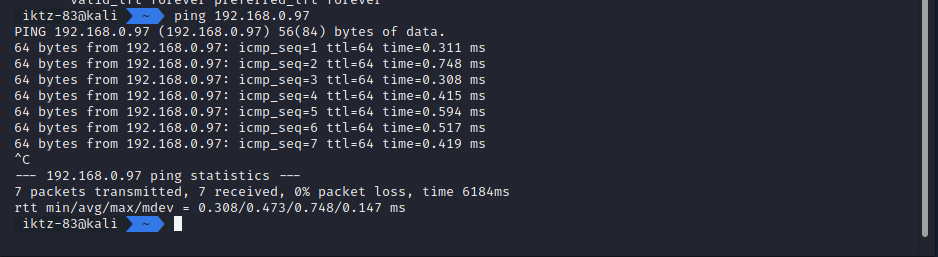 valid_lft forever preferred_lft forever
iktz-83@kali ~ ping 192.168.0.97
PING 192.168.0.97 (192.168.0.97) 56(84) bytes of data.
64 bytes from 192.168.0.97: icmp_seq=1 ttl=64 time=0.311 ms
64 bytes from 192.168.0.97: icmp_seq=2 ttl=64 time=0.748 ms
64 bytes from 192.168.0.97: icmp_seq=3 ttl=64 time=0.308 ms
64 bytes from 192.168.0.97: icmp_seq=4 ttl=64 time=0.415 ms
64 bytes from 192.168.0.97: icmp_seq=5 ttl=64 time=0.594 ms
64 bytes from 192.168.0.97: icmp_seq=6 ttl=64 time=0.517 ms
64 bytes from 192.168.0.97: icmp_seq=7 ttl=64 time=0.419 ms
^C
--- 192.168.0.97 ping statistics ---
7 packets transmitted, 7 received, 0% packet loss, time 6184ms
rtt min/avg/max/mdev = 0.308/0.473/0.748/0.147 ms
iktz-83@kali ~